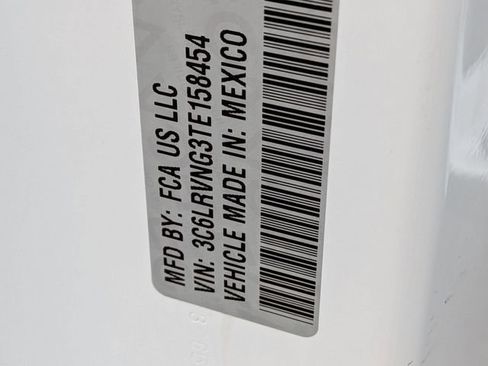 MFD BY: FCA US LLC
VIN: 3C6LRVNG3TE158454
VEHICLE MADE IN: MEXICO